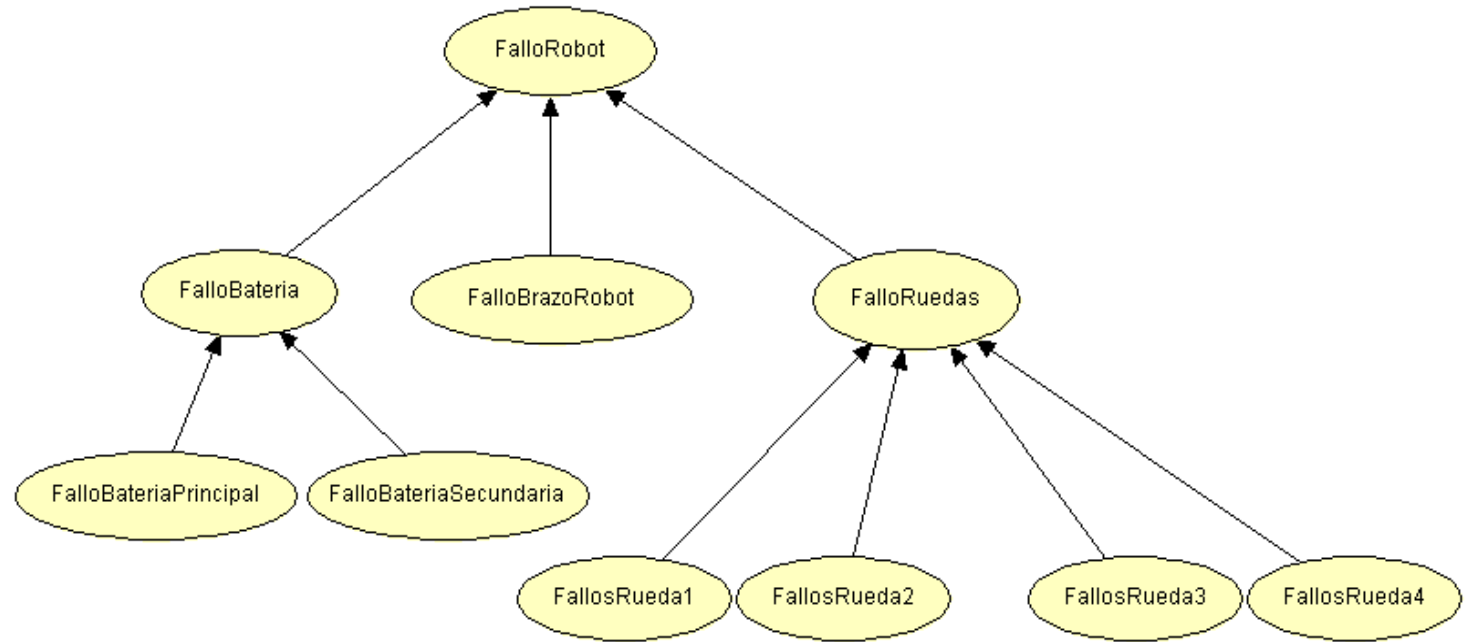 FalloRobot
FalloBateria
FalloBrazoRobot
FalloRuedas
FalloBateriaPrincipal
FalloBateriaSecundaria
FallosRueda1
FallosRueda2
FallosRueda3
FallosRueda4